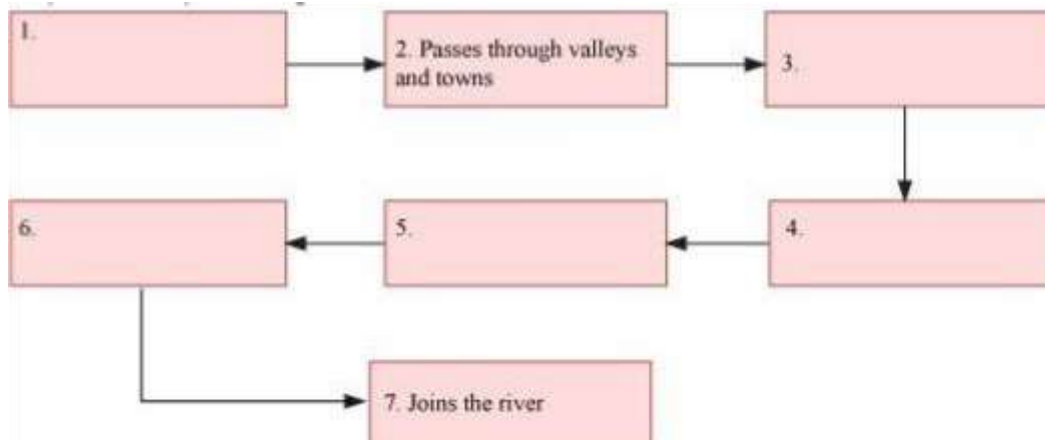 1.
2. Passes through valleys
and towns
3.
4.
5.
6.
7. Joins the river